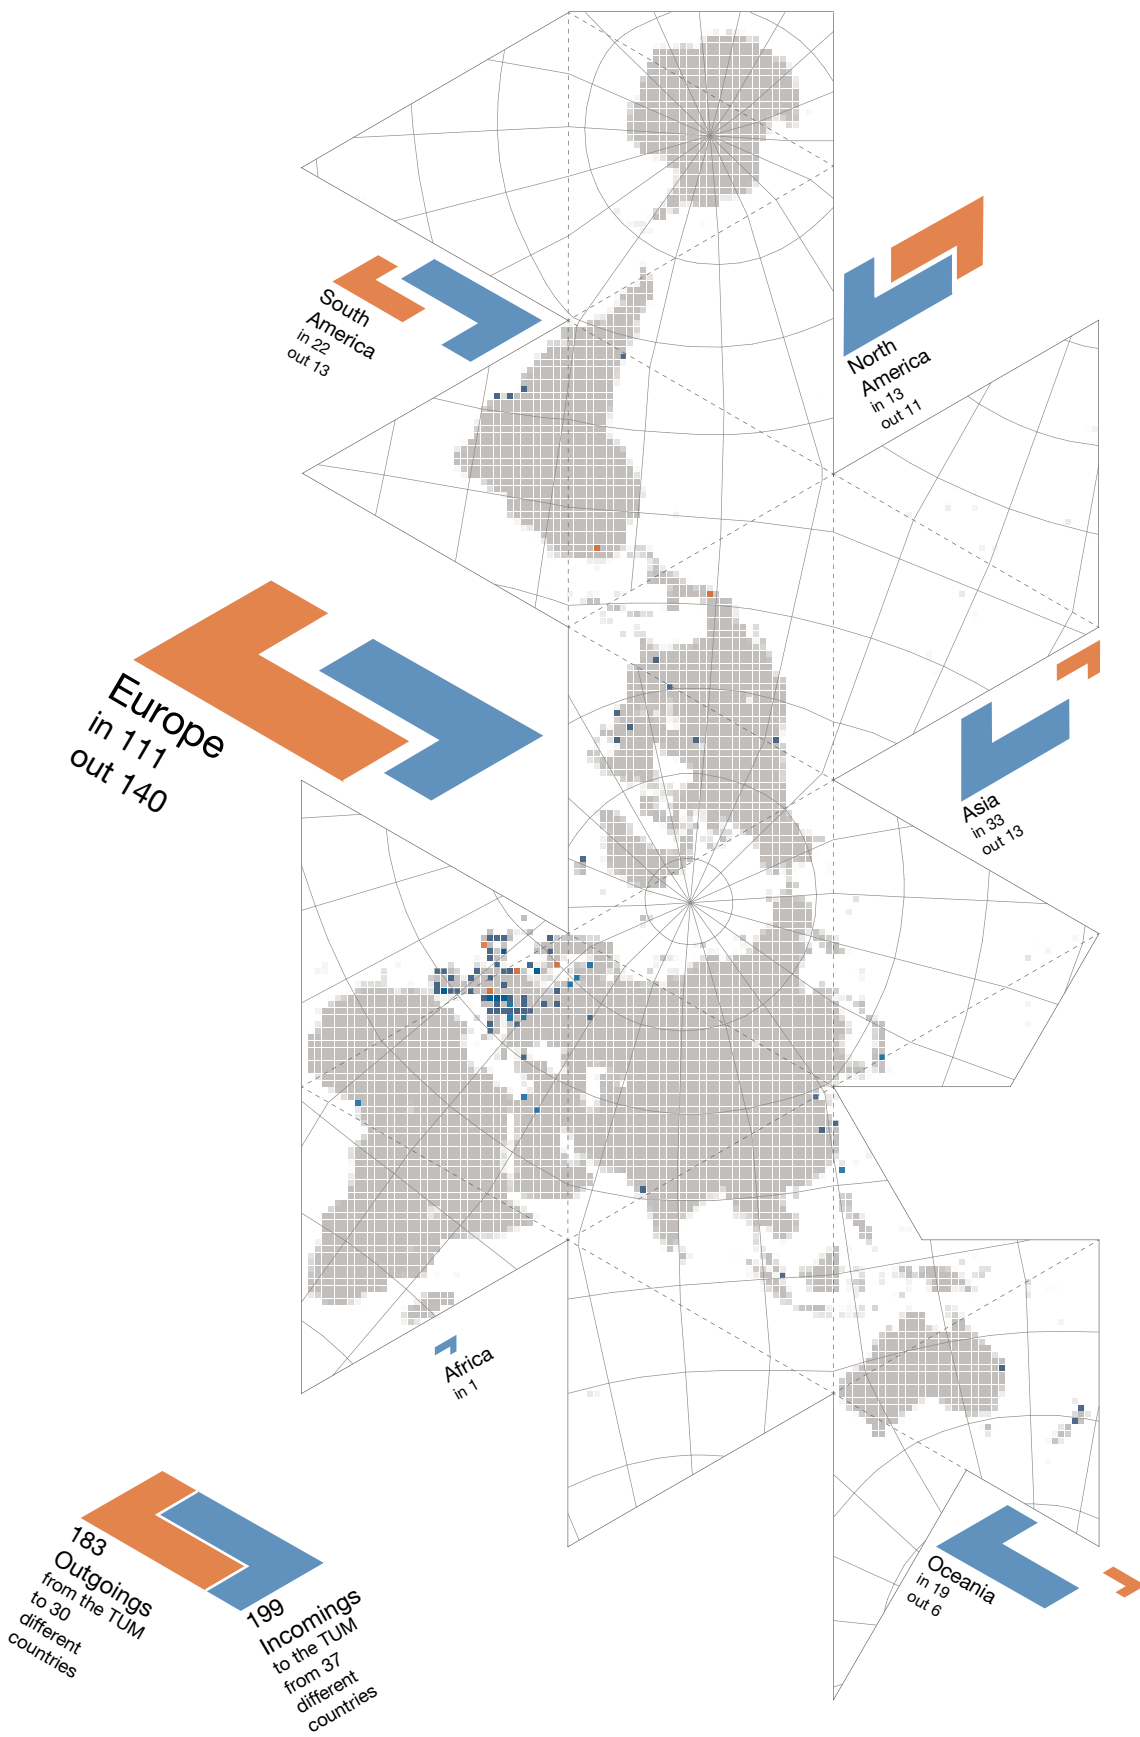 South
America
in 22
out 13
North
America
in 13
out 11
Europe
in 111
out 140
Asia
in 33
out 13
Africa
in 1
183
Outgoings
from the TUM
to 30
different
countries
199
Incomings
to the TUM
from 37
different
countries
Oceania
in 19
out 6